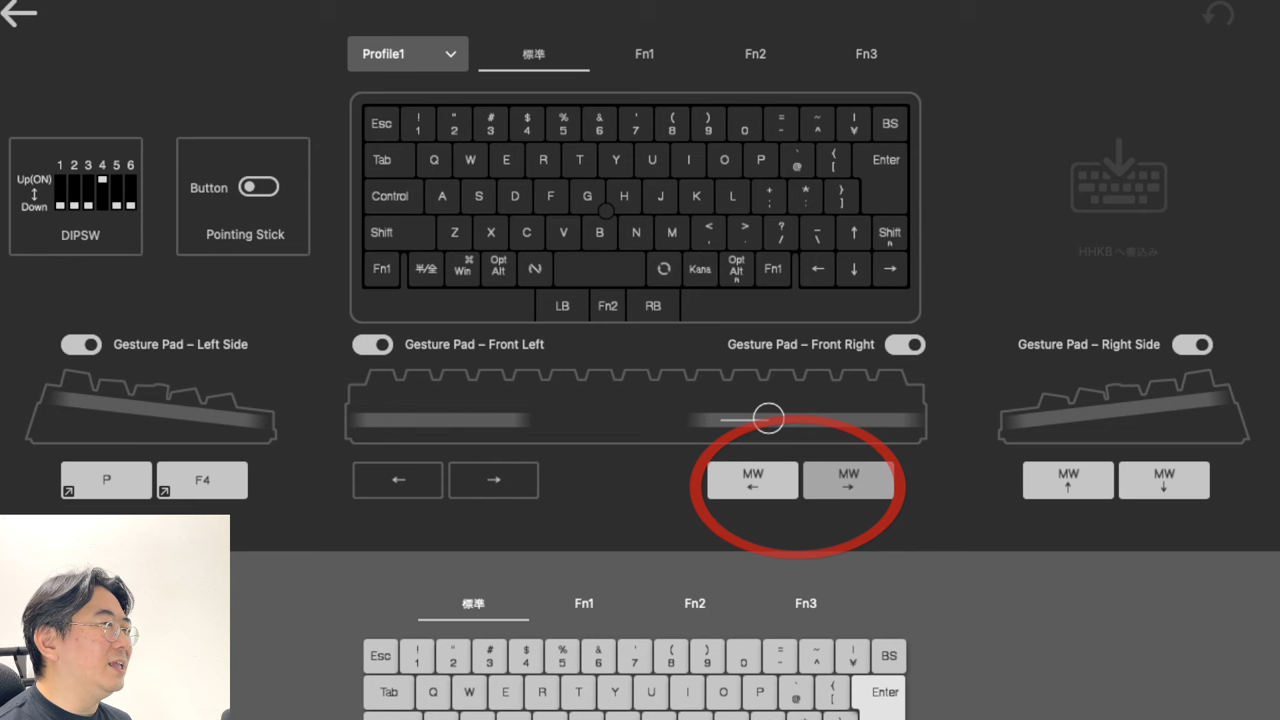 Profile1 標準 Fn1 Fn2 Fn3
Esc ! 1 " 2 # 3 $ 4 % 5 & 6 ' 7 ( 8 ) 9 0 = - ~ ^ | ¥ BS
Tab Q W E R T Y U I O P ` @ { [ Enter
Control A S D F G H J K L + ; * : } ]
Shift Z X C V B N M < , > . ? / _ \ ↑ Shift R
Fn1 半/全 ⌘ Win Opt Alt Kana Opt Alt R Fn1 ← ↓ →
LB Fn2 RB
1 2 3 4 5 6
Up(ON)
↕
Down
DIPSW
Button
Pointing Stick
HHKBへ書込み
Gesture Pad – Left Side Gesture Pad – Front Left Gesture Pad – Front Right Gesture Pad – Right Side
P F4 ← → MW ← MW → MW ↑ MW ↓
標準 Fn1 Fn2 Fn3
Esc ! 1 " 2 # 3 $ 4 % 5 & 6 ' 7 ( 8 ) 9 0 = - ~ ^ | ¥ BS
Tab Q W E R T Y U I O P ` @ { [ Enter